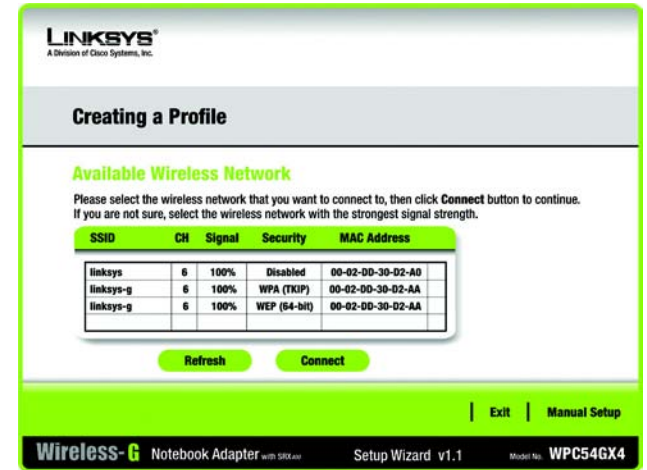 LINKSYS®
A Division of Cisco Systems, Inc.
Creating a Profile
Available Wireless Network
Please select the wireless network that you want to connect to, then click Connect button to continue.
If you are not sure, select the wireless network with the strongest signal strength.
SSID CH Signal Security MAC Address
linksys 6 100% Disabled 00-02-DD-30-D2-A0
linksys-g 6 100% WPA (TKIP) 00-02-DD-30-D2-AA
linksys-g 6 100% WEP (64-bit) 00-02-DD-30-D2-AA
Refresh Connect
Exit Manual Setup
Wireless-G Notebook Adapter with SRX400 Setup Wizard v1.1 Model No. WPC54GX4